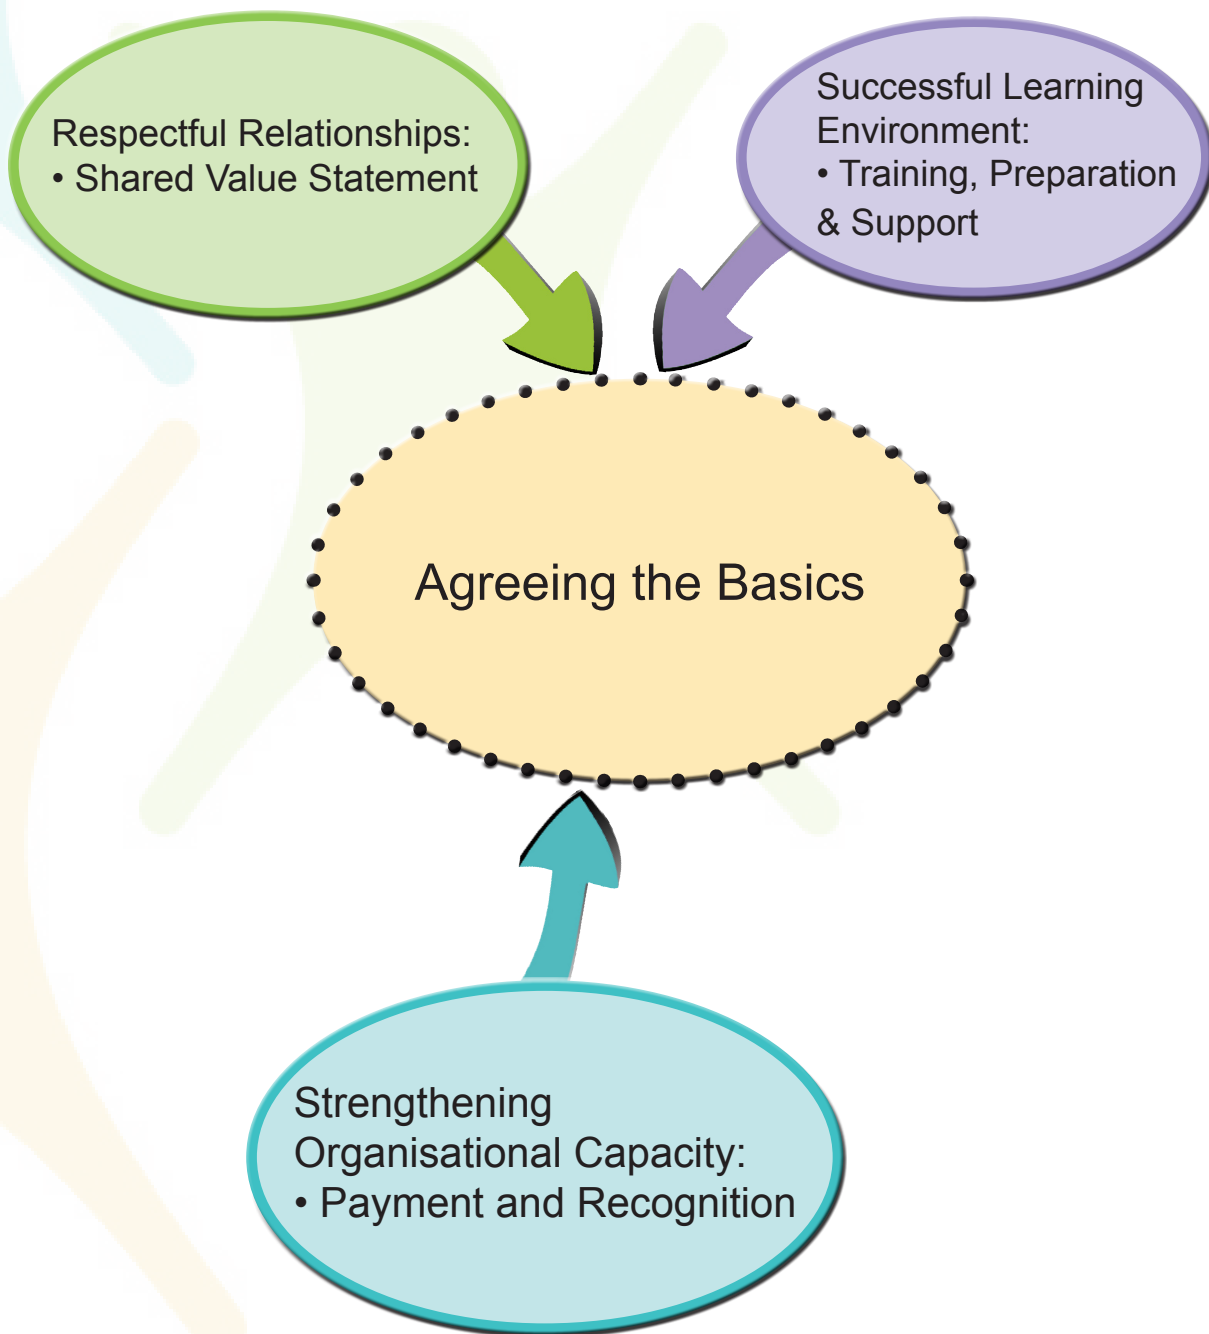 Respectful Relationships:
• Shared Value Statement
Successful Learning
Environment:
• Training, Preparation
& Support
Agreeing the Basics
Strengthening
Organisational Capacity:
• Payment and Recognition